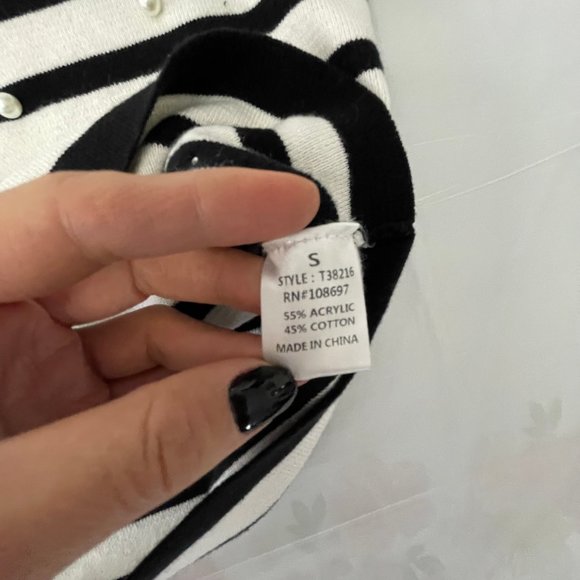 S
STYLE : T38216
RN#108697
55% ACRYLIC
45% COTTON
MADE IN CHINA